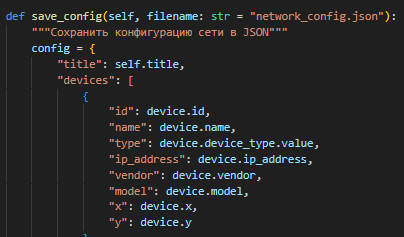 def save_config(self, filename: str = "network_config.json"):
"""Сохранить конфигурацию сети в JSON"""
config = {
"title": self.title,
"devices": [
{
"id": device.id,
"name": device.name,
"type": device.device_type.value,
"ip_address": device.ip_address,
"vendor": device.vendor,
"model": device.model,
"x": device.x,
"y": device.y
}